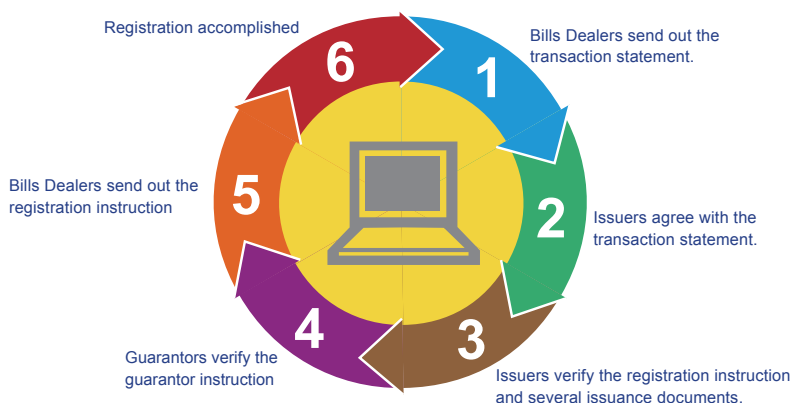 1
Bills Dealers send out the
transaction statement.
2
Issuers agree with the
transaction statement.
3
Issuers verify the registration instruction
and several issuance documents.
4
Guarantors verify the
guarantor instruction
5
Bills Dealers send out the
registration instruction
6
Registration accomplished